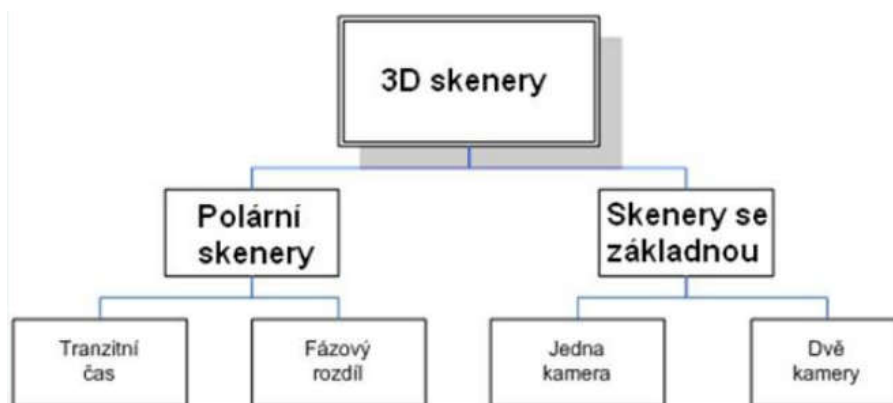 3D skenery
Polární
skenery
Skenery se
základnou
Tranzitní
čas
Fázový
rozdíl
Jedna
kamera
Dvě
kamery